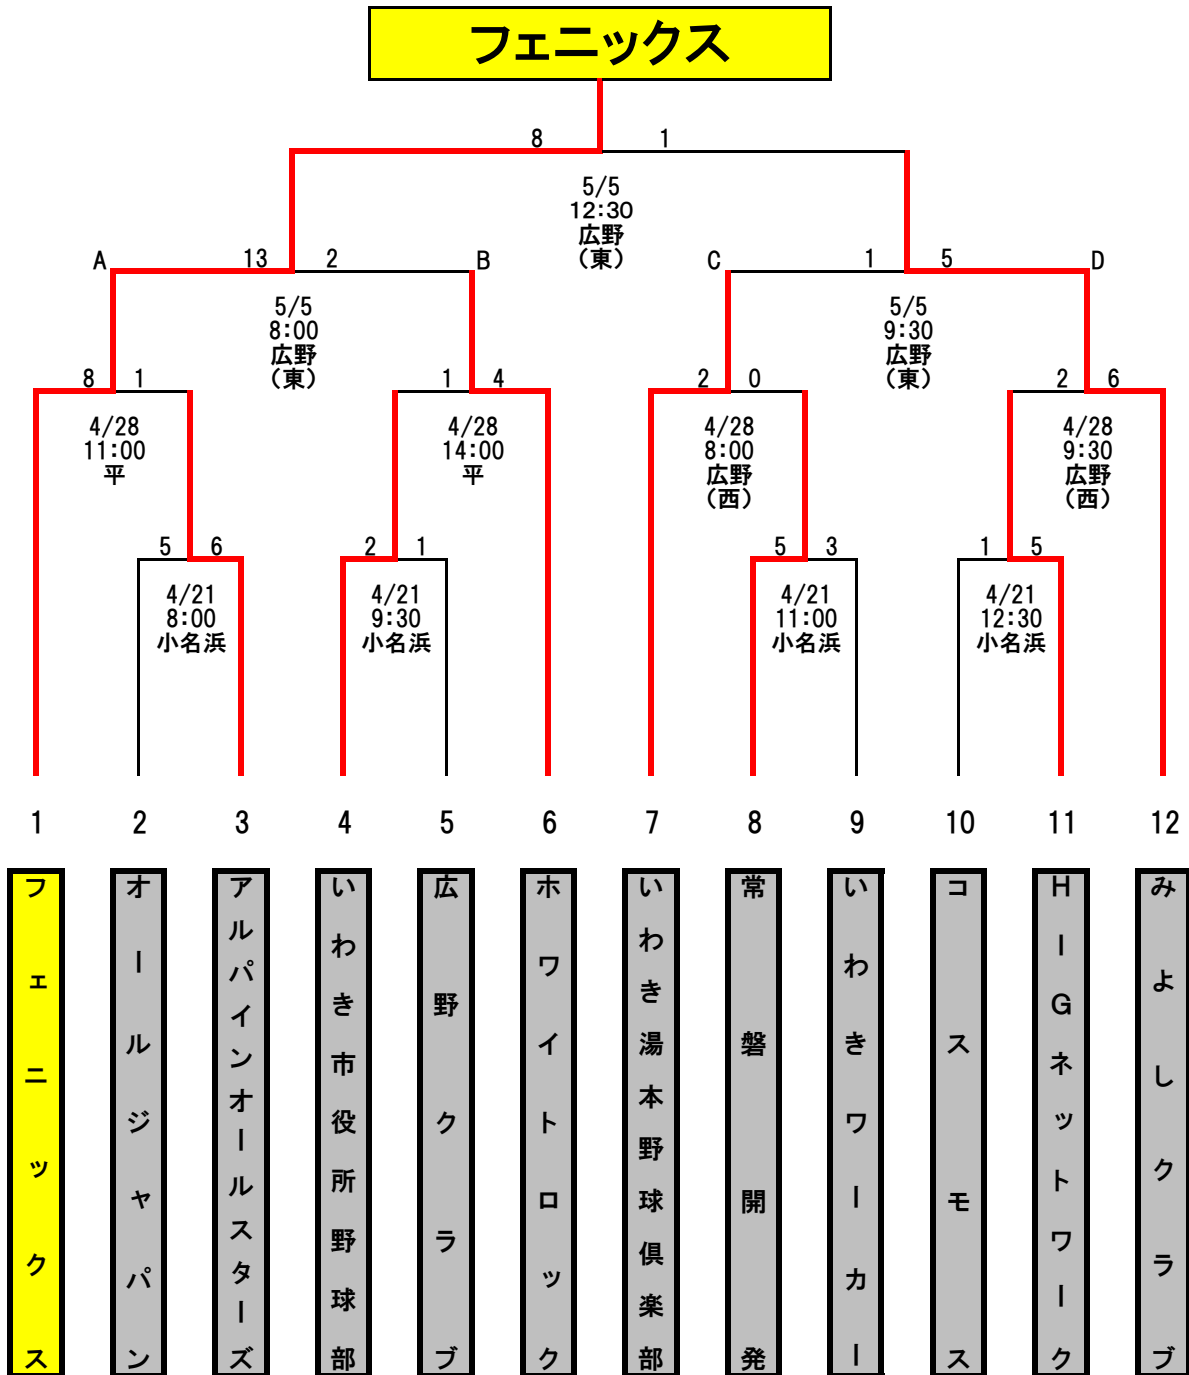 フェニックス
8 1
5/5
12:30
広野
（東）
A 13 2 B C 1 5 D
5/5
8:00
広野
（東）
5/5
9:30
広野
（東）
8 1 1 4 2 0 2 6
4/28
11:00
平
4/28
14:00
平
4/28
8:00
広野
（西）
4/28
9:30
広野
（西）
5 6 2 1 5 3 1 5
4/21
8:00
小名浜
4/21
9:30
小名浜
4/21
11:00
小名浜
4/21
12:30
小名浜
1 2 3 4 5 6 7 8 9 10 11 12
フェニックス
オールジャパン
アルパインオールスターズ
いわき市役所野球部
広野クラブ
ホワイトロック
いわき湯本野球倶楽部
常磐開発
いわきワーカー
コスモス
HーGネットワーク
みよしクラブ